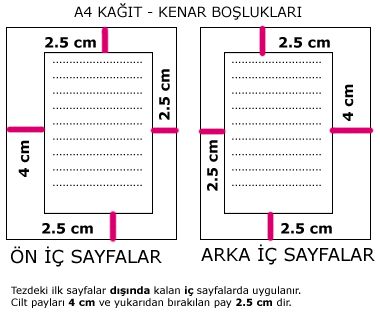 A4 KAĞIT - KENAR BOŞLUKLARI
2.5 cm
2.5 cm
4 cm
2.5 cm
ÖN İÇ SAYFALAR
2.5 cm
4 cm
2.5 cm
2.5 cm
ARKA İÇ SAYFALAR
Tezdeki ilk sayfalar dışında kalan iç sayfalarda uygulanır.
Cilt payları 4 cm ve yukarıdan bırakılan pay 2.5 cm dir.